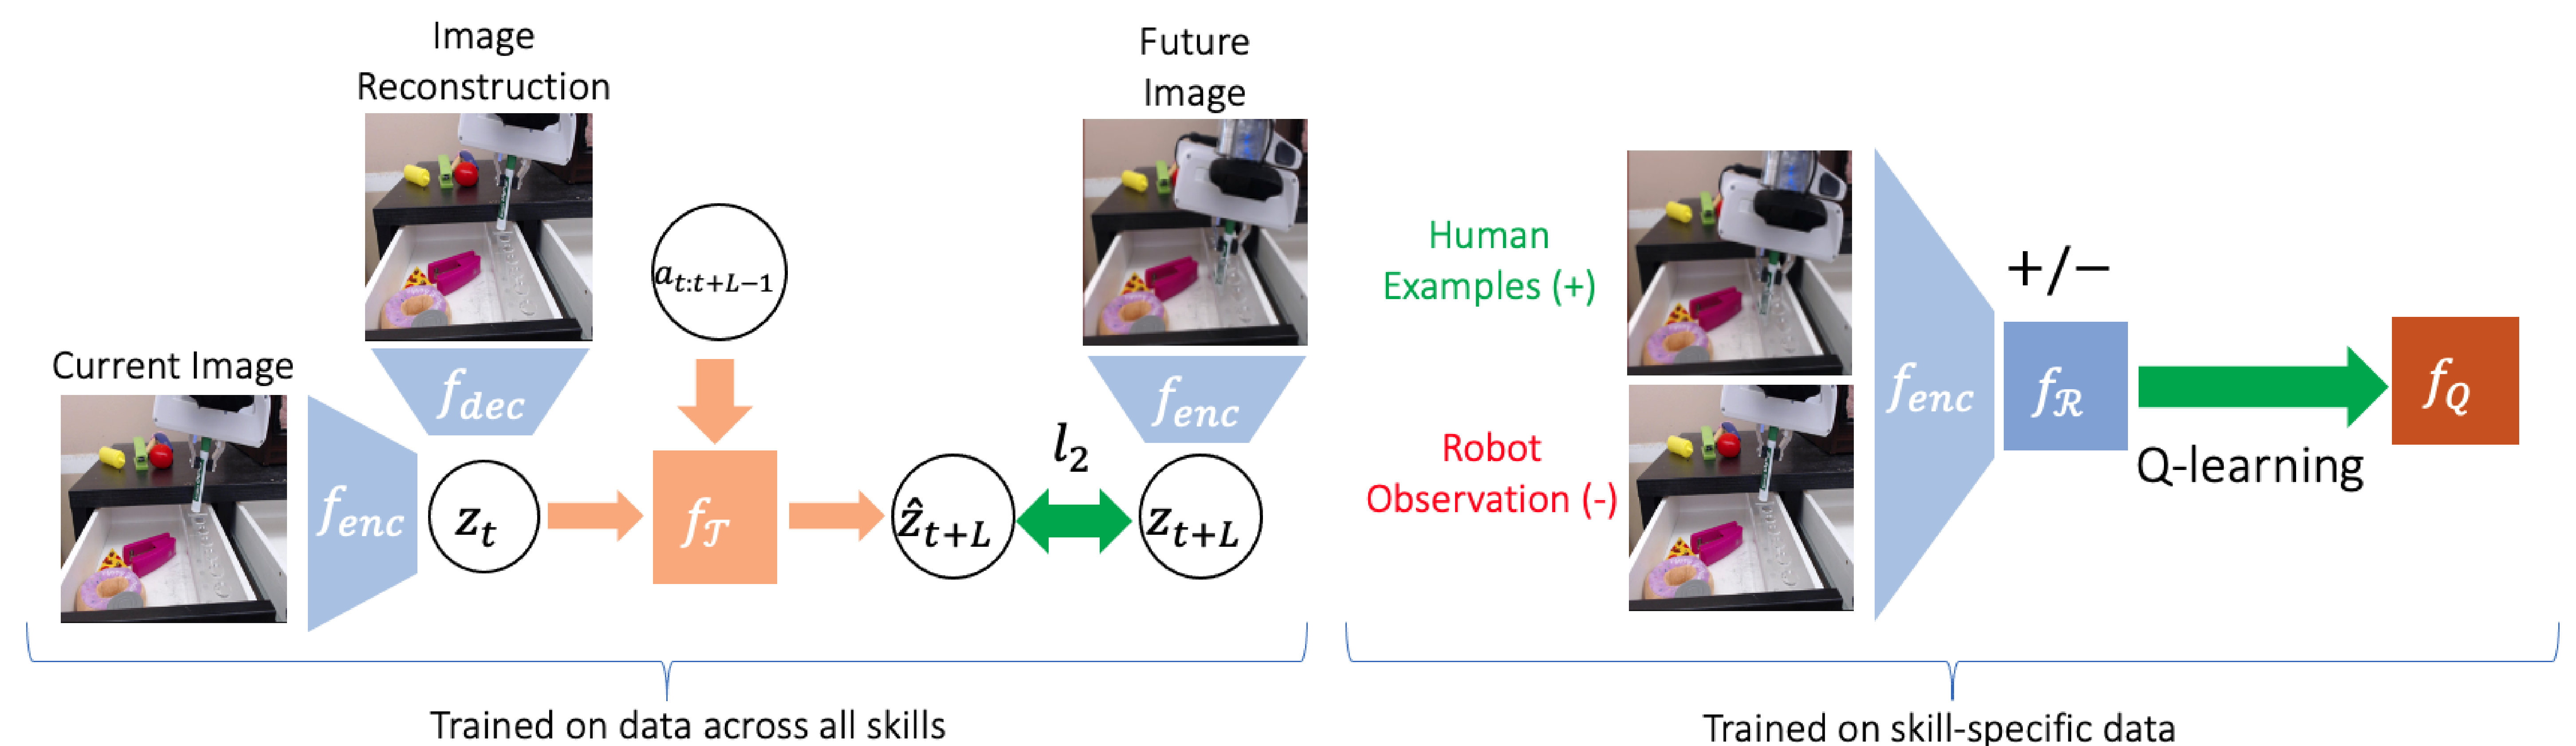 Image
Reconstruction
Future
Image
Current Image
f_enc
f_dec
z_t
a_{t:t+L−1}
f_𝒯
ẑ_{t+L}
l_2
f_enc
z_{t+L}
Trained on data across all skills
Human
Examples (+)
Robot
Observation (-)
f_enc
+/−
f_ℛ
Q-learning
f_Q
Trained on skill-specific data